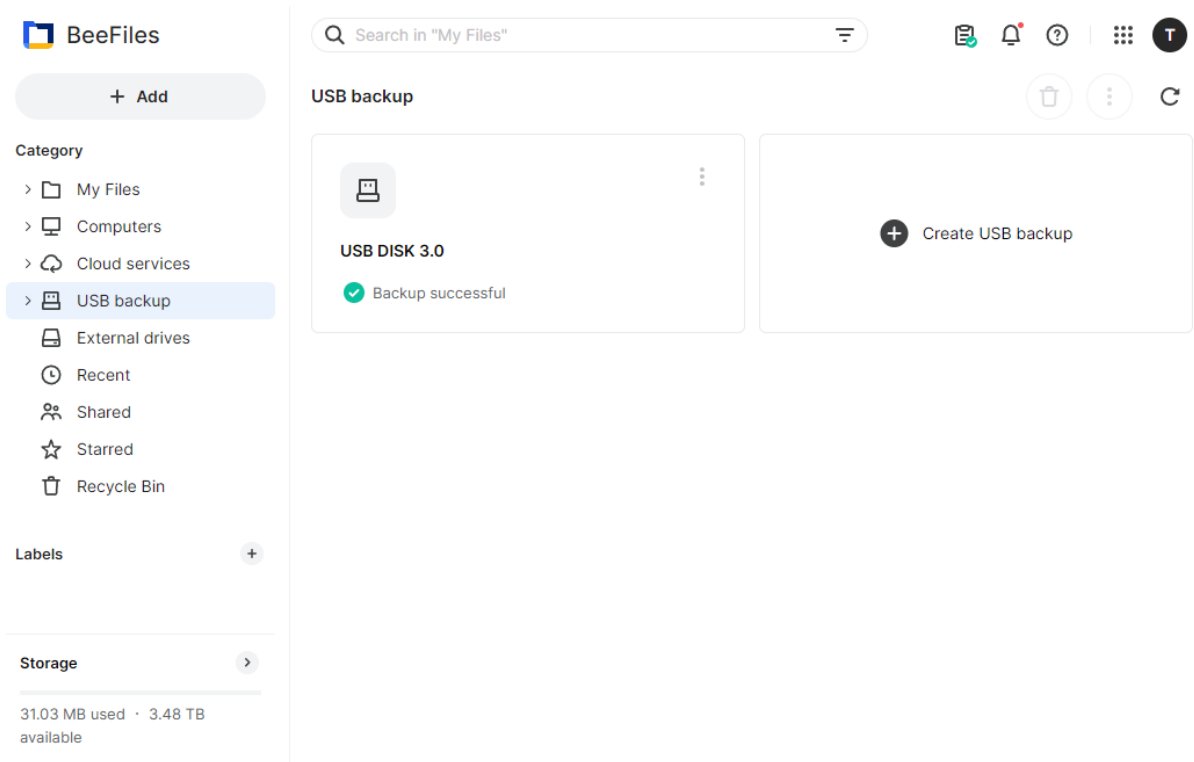 BeeFiles
Search in "My Files"
T
+ Add
USB backup
Category
My Files
Computers
Cloud services
USB backup
External drives
Recent
Shared
Starred
Recycle Bin
USB DISK 3.0
Backup successful
Create USB backup
Labels
Storage
31.03 MB used · 3.48 TB
available